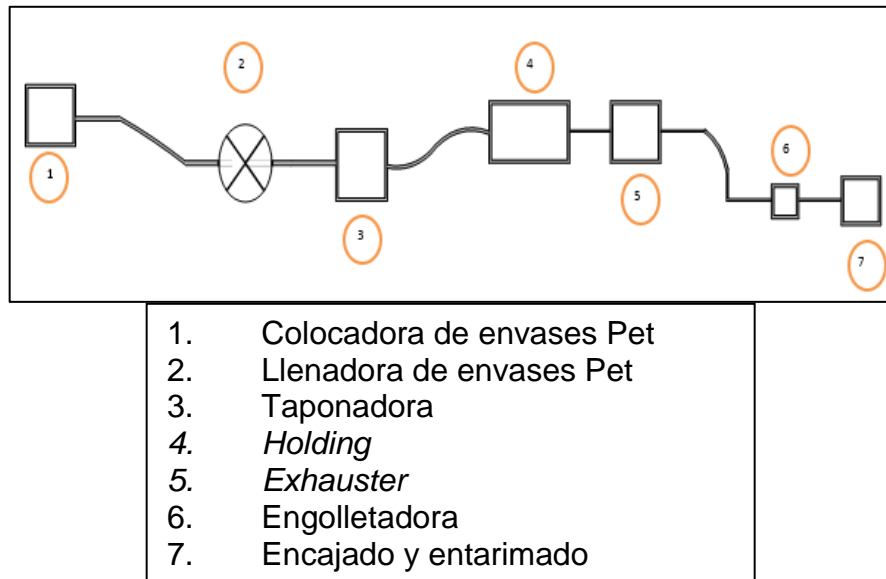 4
2
6
1
5
3
7
1. Colocadora de envases Pet
2. Llenadora de envases Pet
3. Taponadora
4. Holding
5. Exhauster
6. Engolletadora
7. Encajado y entarimado